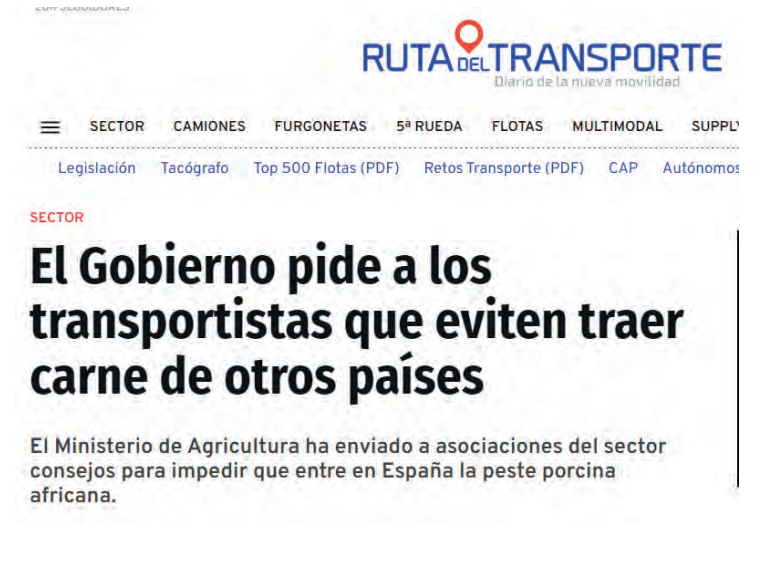 RUTA DEL TRANSPORTE
Diario de la nueva movilidad
SECTOR CAMIONES FURGONETAS 5ª RUEDA FLOTAS MULTIMODAL SUPPLY
Legislación Tacógrafo Top 500 Flotas (PDF) Retos Transporte (PDF) CAP Autónomos
SECTOR
El Gobierno pide a los
transportistas que eviten traer
carne de otros países
El Ministerio de Agricultura ha enviado a asociaciones del sector
consejos para impedir que entre en España la peste porcina
africana.